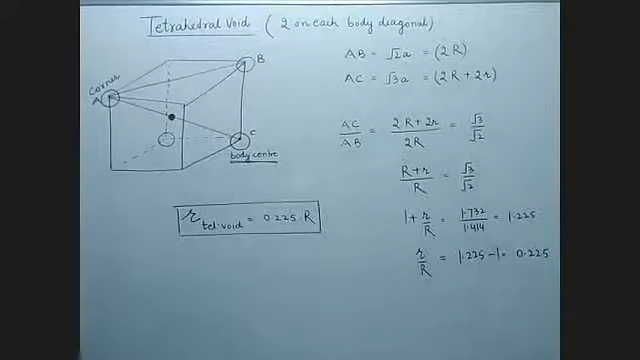 Tetrahedral Void ( 2 on each body diagonal)
corner
A
B
C
body centre
r tel. void = 0.225 R
AB = √2a = (2R)
AC = √3a = (2R + 2r)
AC/AB = 2R+2r/2R = √3/√2
R+r/R = √3/√2
1+ r/R = 1.732/1.414 = 1.225
r/R = 1.225-1= 0.225